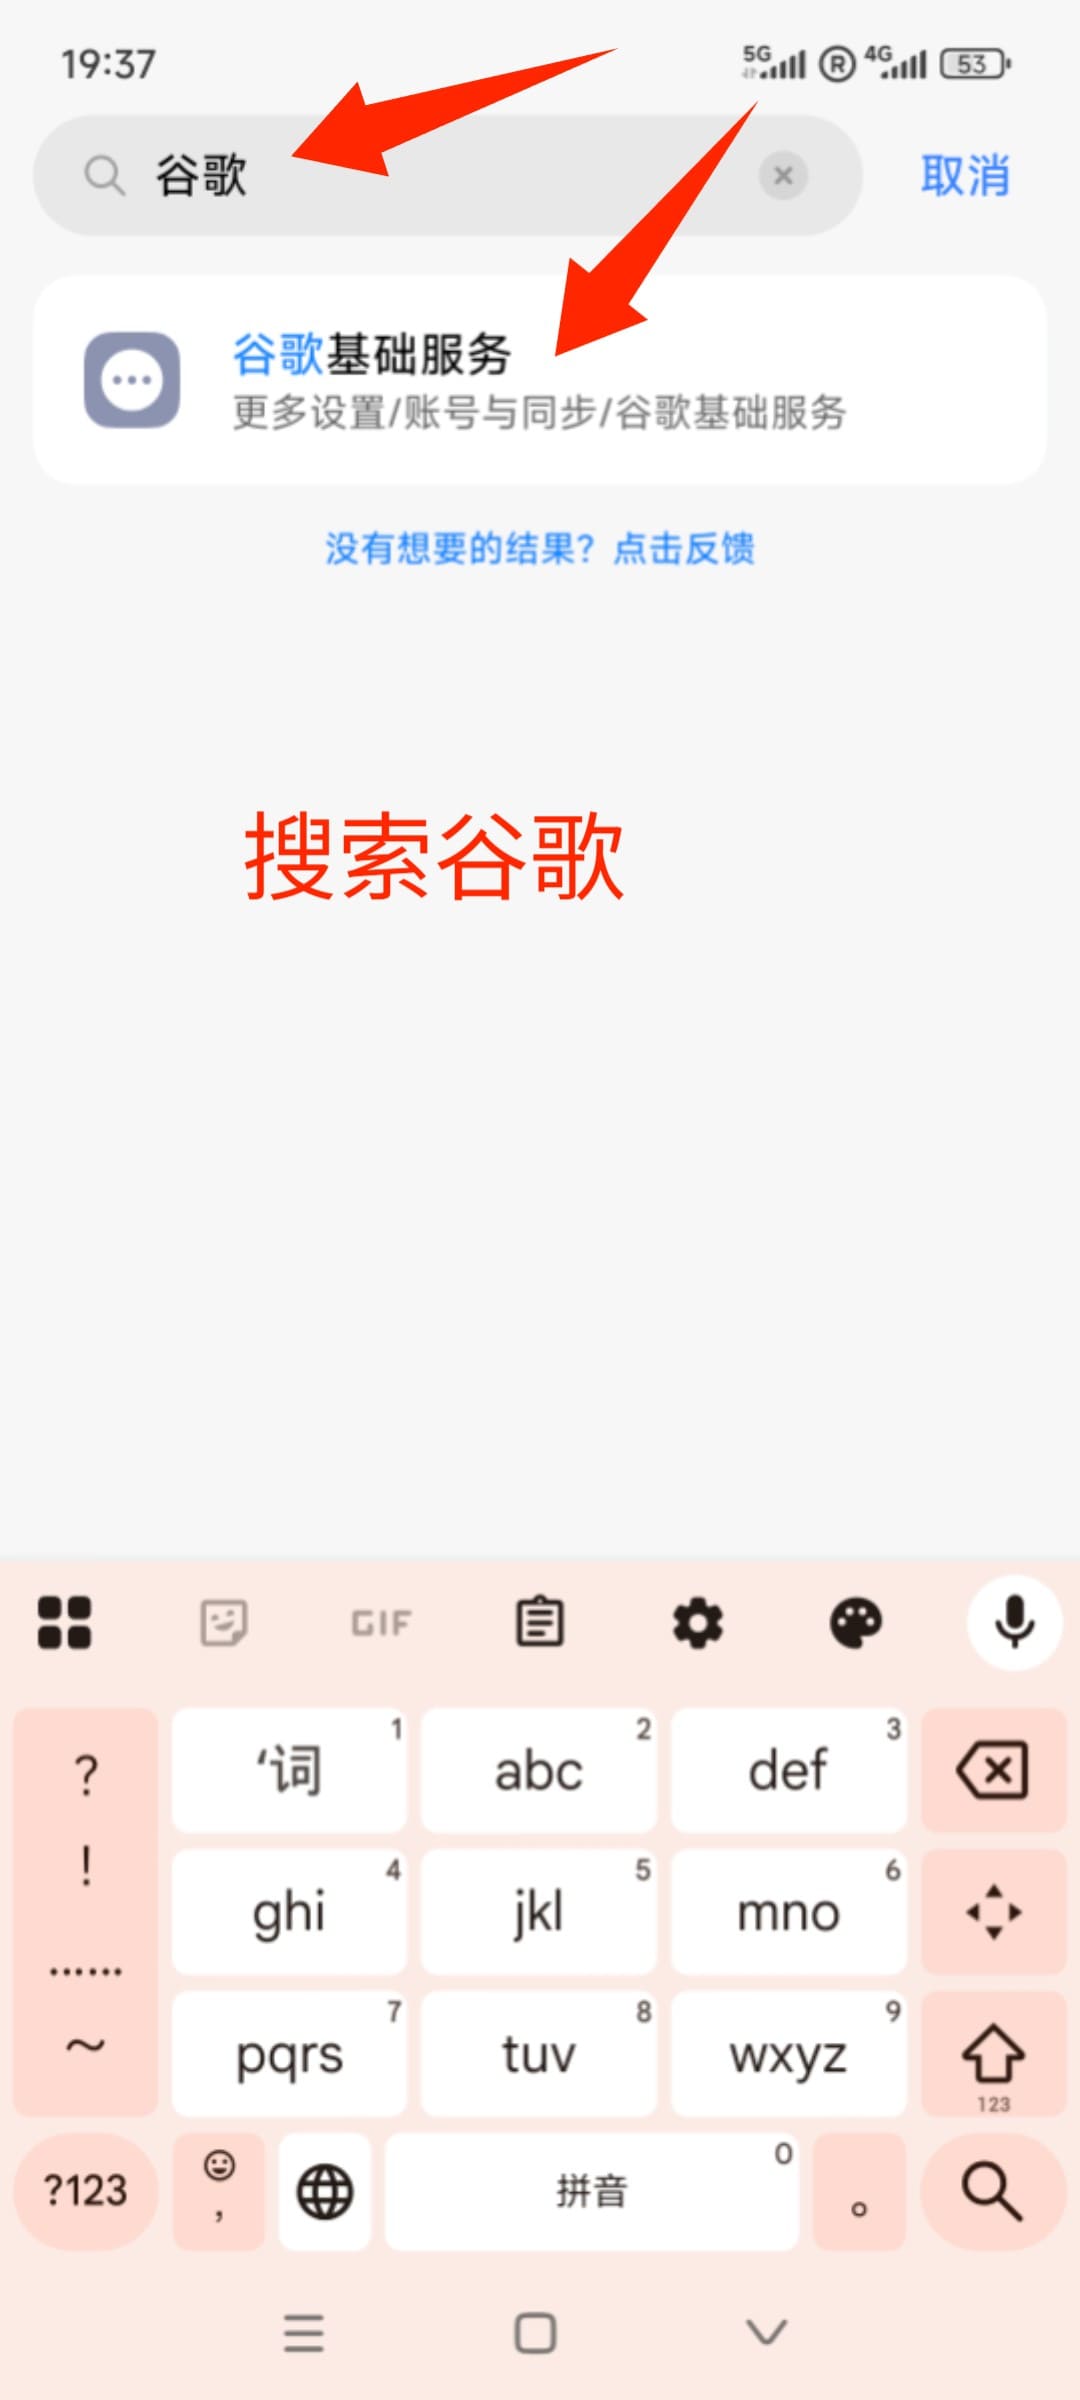 19:37
5G R 4G 53
谷歌
取消
谷歌基础服务
更多设置/账号与同步/谷歌基础服务
没有想要的结果？点击反馈
搜索谷歌
GIF
? ‘词 1 abc 2 def 3
!
ghi 4 jkl 5 mno 6
……
~ pqrs 7 tuv 8 wxyz 9
123
?123 , 拼音 0 。